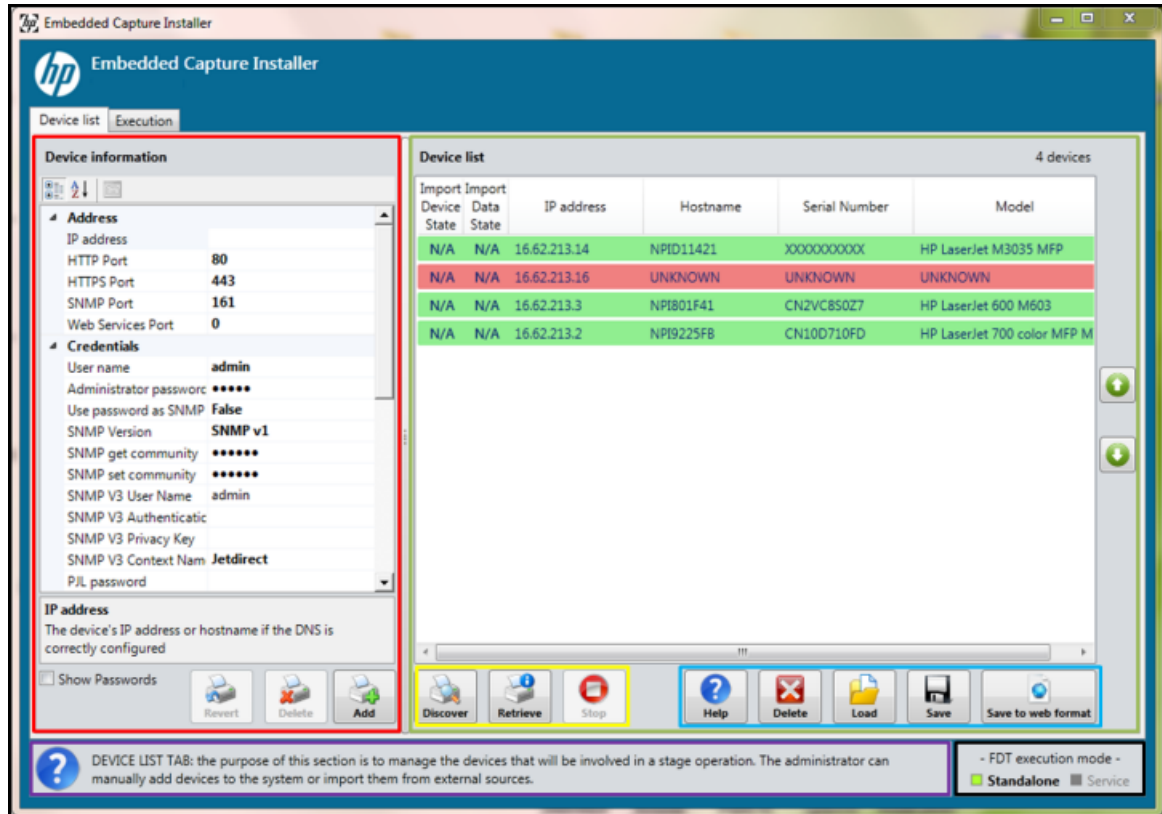 Embedded Capture Installer
hp Embedded Capture Installer
Device list Execution
Device information
Address
IP address
HTTP Port 80
HTTPS Port 443
SNMP Port 161
Web Services Port 0
Credentials
User name admin
Administrator passworc •••••
Use password as SNMP False
SNMP Version SNMP v1
SNMP get community ••••••
SNMP set community ••••••
SNMP V3 User Name admin
SNMP V3 Authenticatic
SNMP V3 Privacy Key
SNMP V3 Context Nam Jetdirect
PJL password
IP address
The device's IP address or hostname if the DNS is
correctly configured
Show Passwords
Revert Delete Add
Device list 4 devices
Import Import
Device Data IP address Hostname Serial Number Model
State State
N/A N/A 16.62.213.14 NPID11421 XXXXXXXXXX HP LaserJet M3035 MFP
N/A N/A 16.62.213.16 UNKNOWN UNKNOWN UNKNOWN
N/A N/A 16.62.213.3 NPI801F41 CN2VC8S0Z7 HP LaserJet 600 M603
N/A N/A 16.62.213.2 NPI9225FB CN10D710FD HP LaserJet 700 color MFP M
Discover Retrieve Stop Help Delete Load Save Save to web format
DEVICE LIST TAB: the purpose of this section is to manage the devices that will be involved in a stage operation. The administrator can
manually add devices to the system or import them from external sources.
- FDT execution mode -
Standalone Service